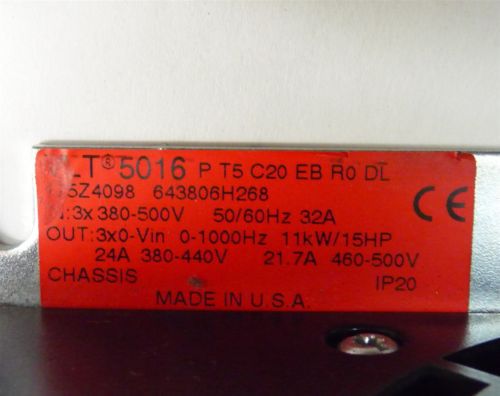 LT® 5016 P T5 C20 EB R0 DL
5Z4098 643806H268
:3x 380-500V 50/60Hz 32A
OUT:3x0-Vin 0-1000Hz 11kW/15HP
24A 380-440V 21.7A 460-500V
CHASSIS IP20
MADE IN U.S.A.